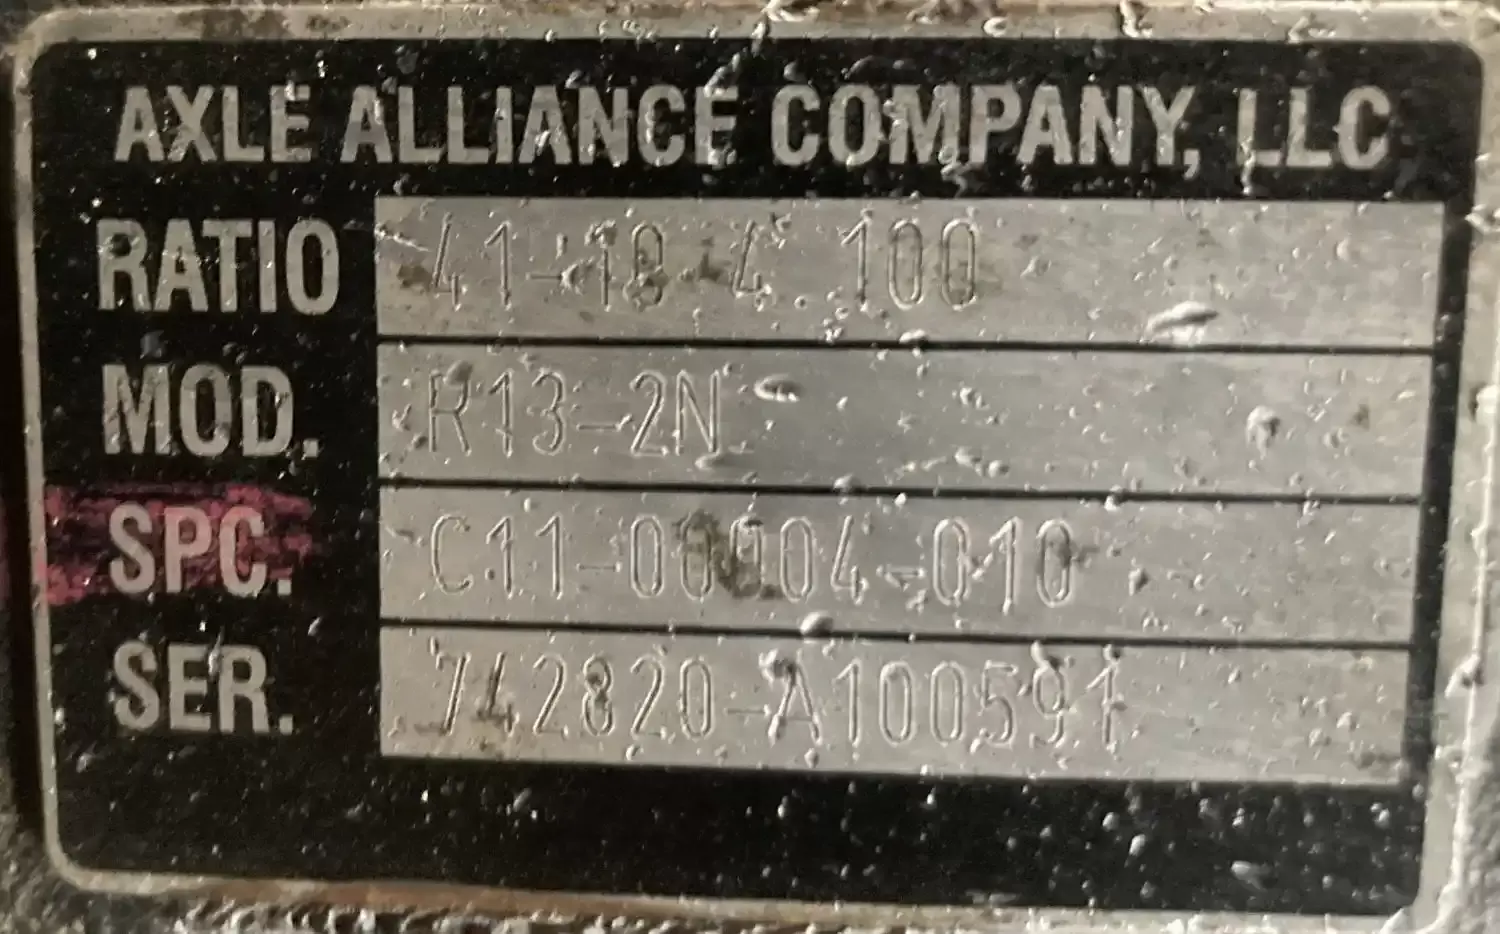 AXLE ALLIANCE COMPANY, LLC
RATIO 41-10 4.100
MOD. R13-2N
SPC. C11-00004-010
SER. 742820-A100591